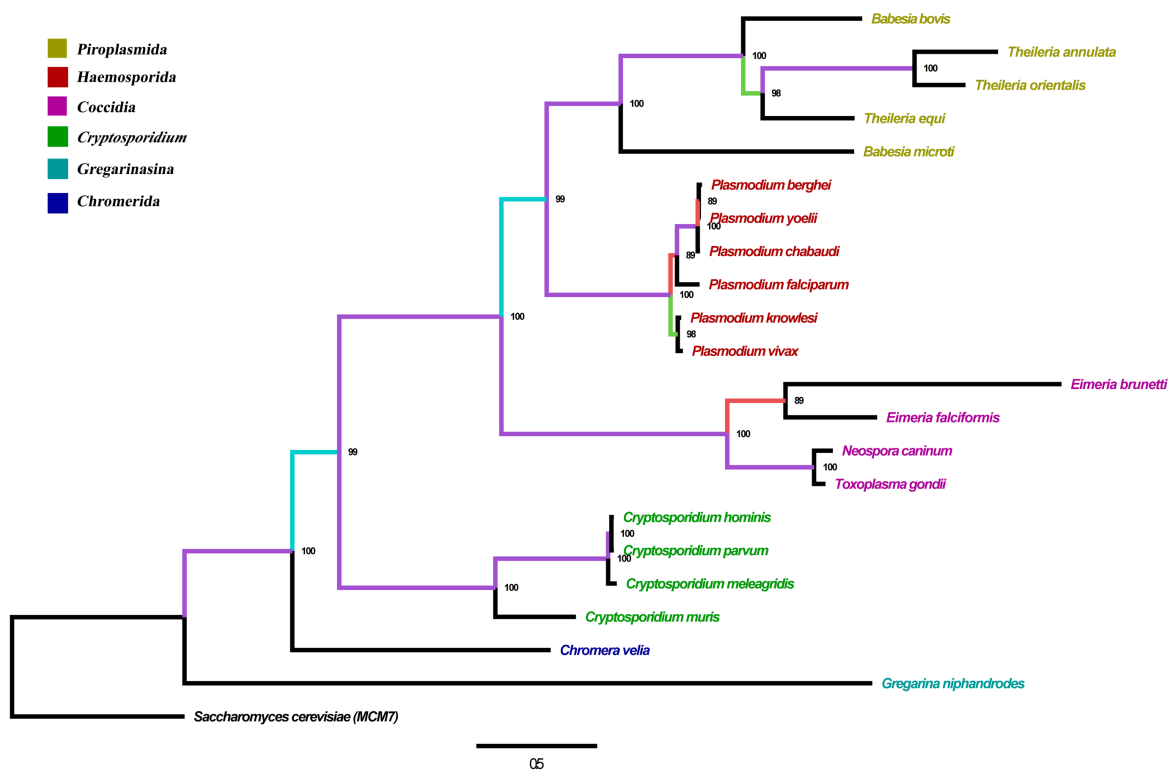 Piroplasmida
Haemosporida
Coccidia
Cryptosporidium
Gregarinasina
Chromerida
Babesia bovis
100
Theileria annulata
100
Theileria orientalis
98
Theileria equi
100
Babesia microti
Plasmodium berghei
89
99
Plasmodium yoelii
100
Plasmodium chabaudi
89
Plasmodium falciparum
100
Plasmodium knowlesi
100
98
Plasmodium vivax
Eimeria brunetti
89
Eimeria falciformis
100
Neospora caninum
99
100
Toxoplasma gondii
Cryptosporidium hominis
100
Cryptosporidium parvum
100
100
Cryptosporidium meleagridis
100
Cryptosporidium muris
Chromera velia
Gregarina niphandrodes
Saccharomyces cerevisiae (MCM7)
0.5